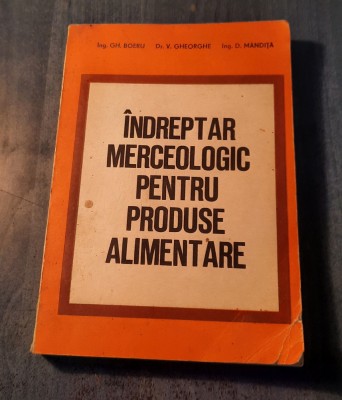 Ing. GH. BOERU Dr. V. GHEORGHE Ing. D. MANDIȚA
ÎNDREPTAR
MERCEOLOGIC
PENTRU
PRODUSE
ALIMENTARE